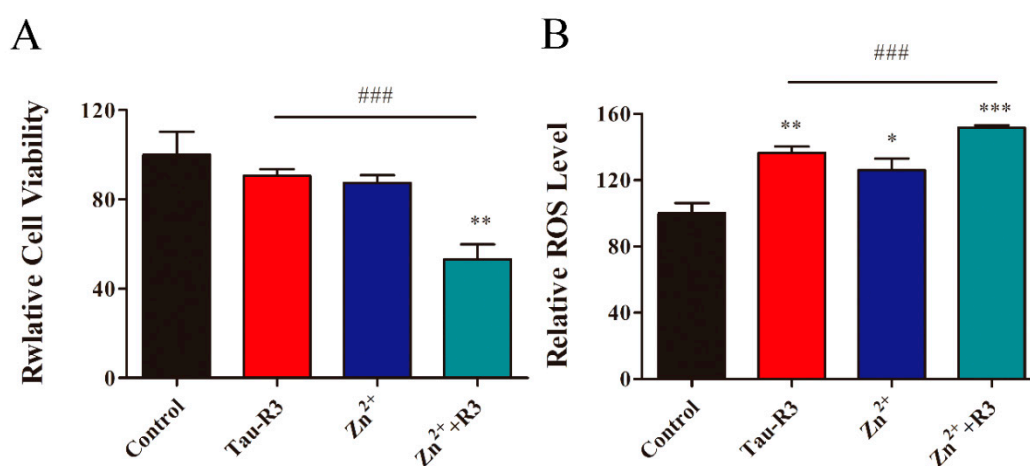 A
Rwlative Cell Viability
120
80
40
0
###
**
Control
Tau-R3
Zn²⁺
Zn²⁺+R3
B
Relative ROS Level
160
120
80
40
0
###
**
*
***
Control
Tau-R3
Zn²⁺
Zn²⁺+R3